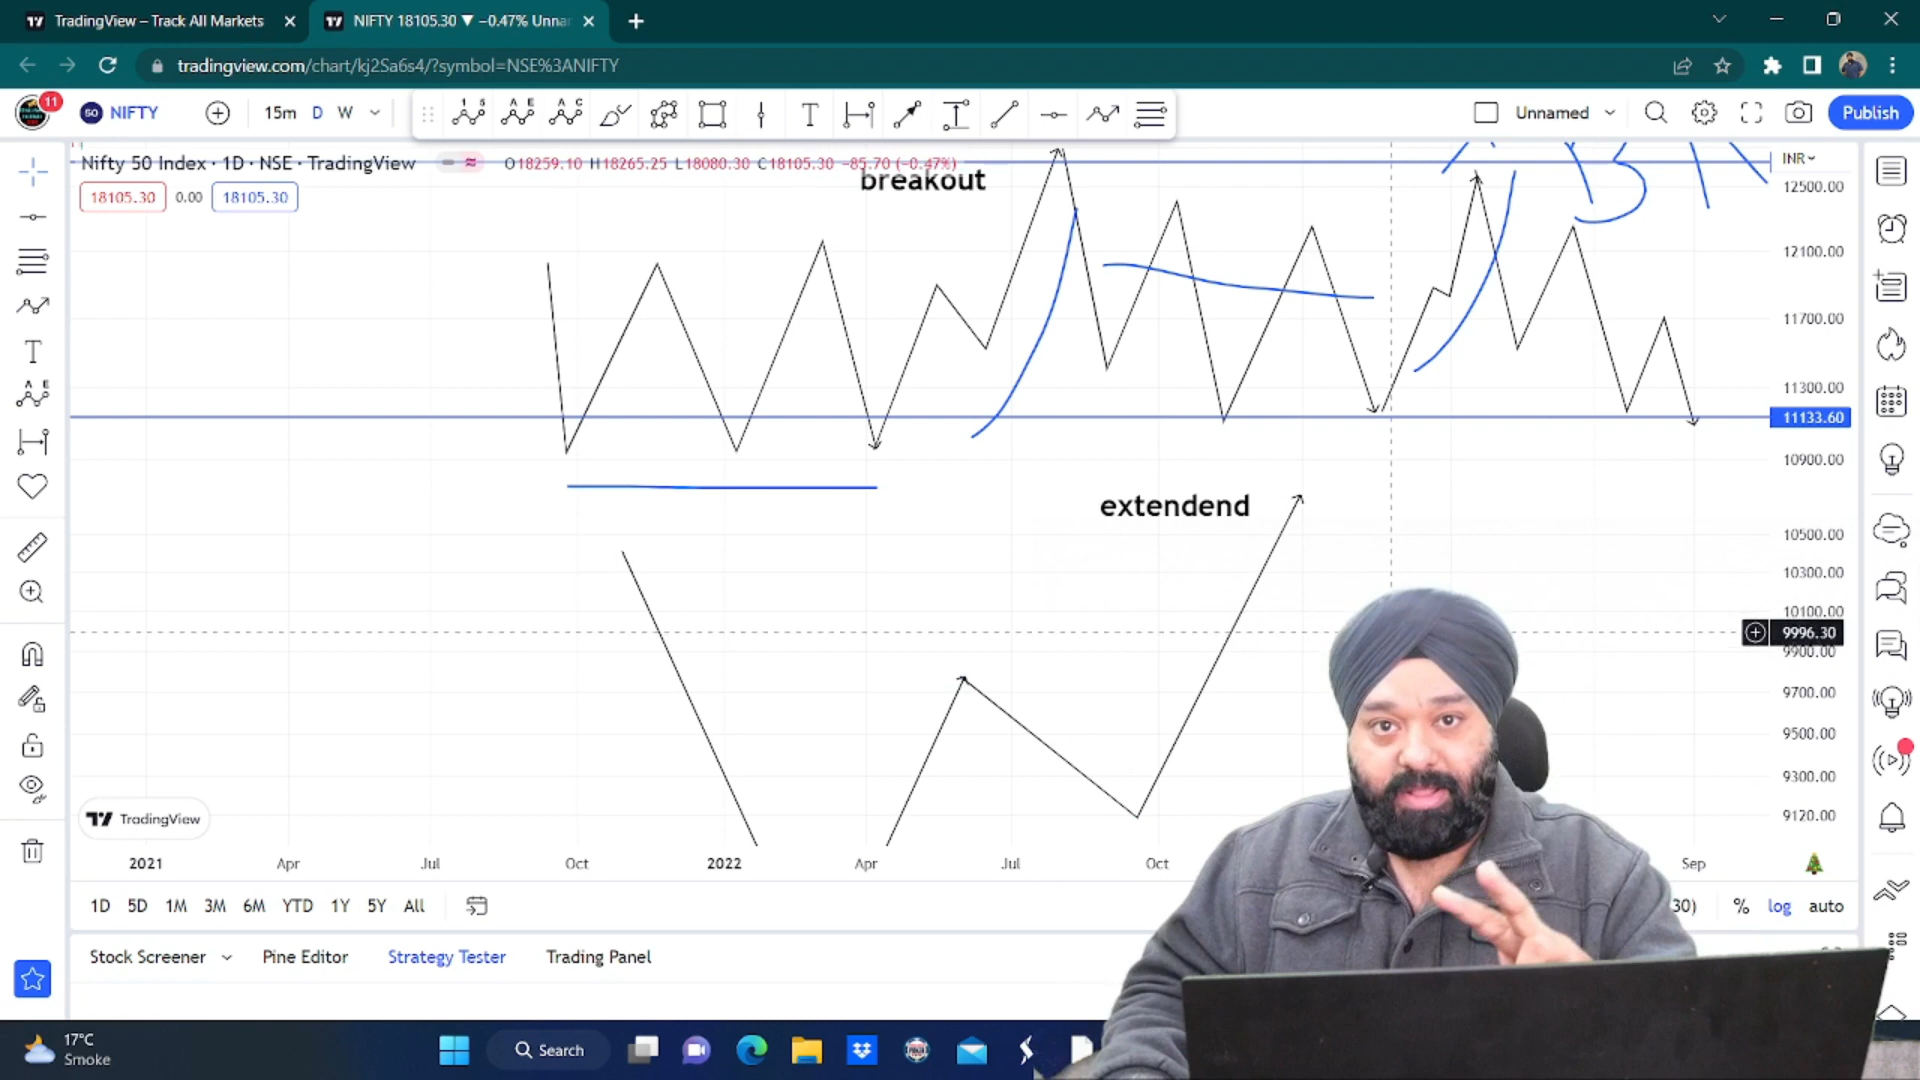 TradingView – Track All Markets
NIFTY 18105.30 ▼ −0.47% Unna
tradingview.com/chart/kj2Sa6s4/?symbol=NSE%3ANIFTY
11
50 NIFTY
15m D W
Unnamed
Publish
Nifty 50 Index · 1D · NSE · TradingView
O18259.10 H18265.25 L18080.30 C18105.30 −85.70 (−0.47%)
INR
18105.30 0.00 18105.30
breakout
B
12500.00
12100.00
11700.00
11300.00
11133.60
10900.00
extendend
10500.00
10300.00
10100.00
9996.30
9900.00
9700.00
9500.00
9300.00
9120.00
TradingView
2021 Apr Jul Oct 2022 Apr Jul Oct Sep
1D 5D 1M 3M 6M YTD 1Y 5Y All
30) % log auto
Stock Screener Pine Editor Strategy Tester Trading Panel
17°C
Smoke
Search